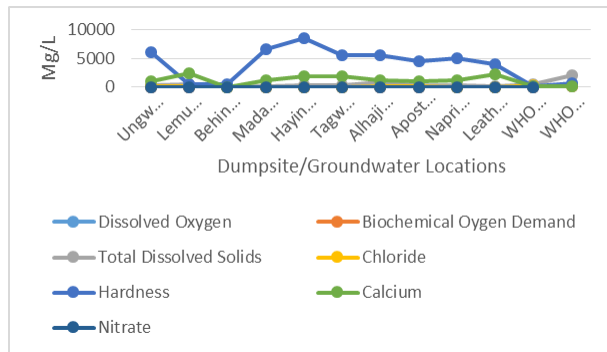 10000
5000
0
Mg/L
Ungw...
Lemu...
Behin...
Mada...
Hayin...
Tagw...
Alhaji...
Apost...
Napri...
Leath...
WHO...
WHO...
Dumpsite/Groundwater Locations
Dissolved Oxygen
Biochemical Oygen Demand
Total Dissolved Solids
Chloride
Hardness
Calcium
Nitrate